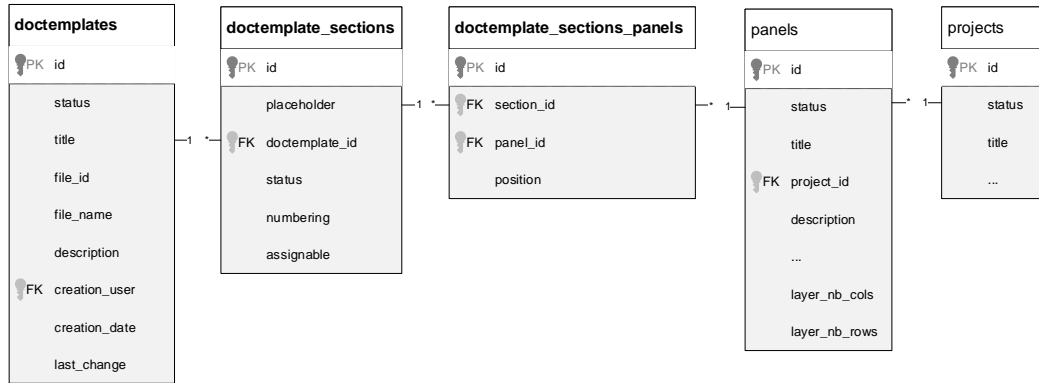 doctemplates
PK id
status
title
file_id
file_name
description
FK creation_user
creation_date
last_change
1 *
doctemplate_sections
PK id
placeholder
FK doctemplate_id
status
numbering
assignable
1 *
doctemplate_sections_panels
PK id
FK section_id
FK panel_id
position
* 1
panels
PK id
status
title
FK project_id
description
...
layer_nb_cols
layer_nb_rows
* 1
projects
PK id
status
title
...